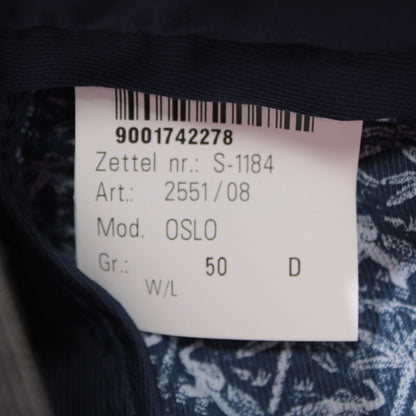 9001742278
Zettel nr.: S-1184
Art.: 2551/08
Mod. OSLO
Gr.: 50 D
W/L